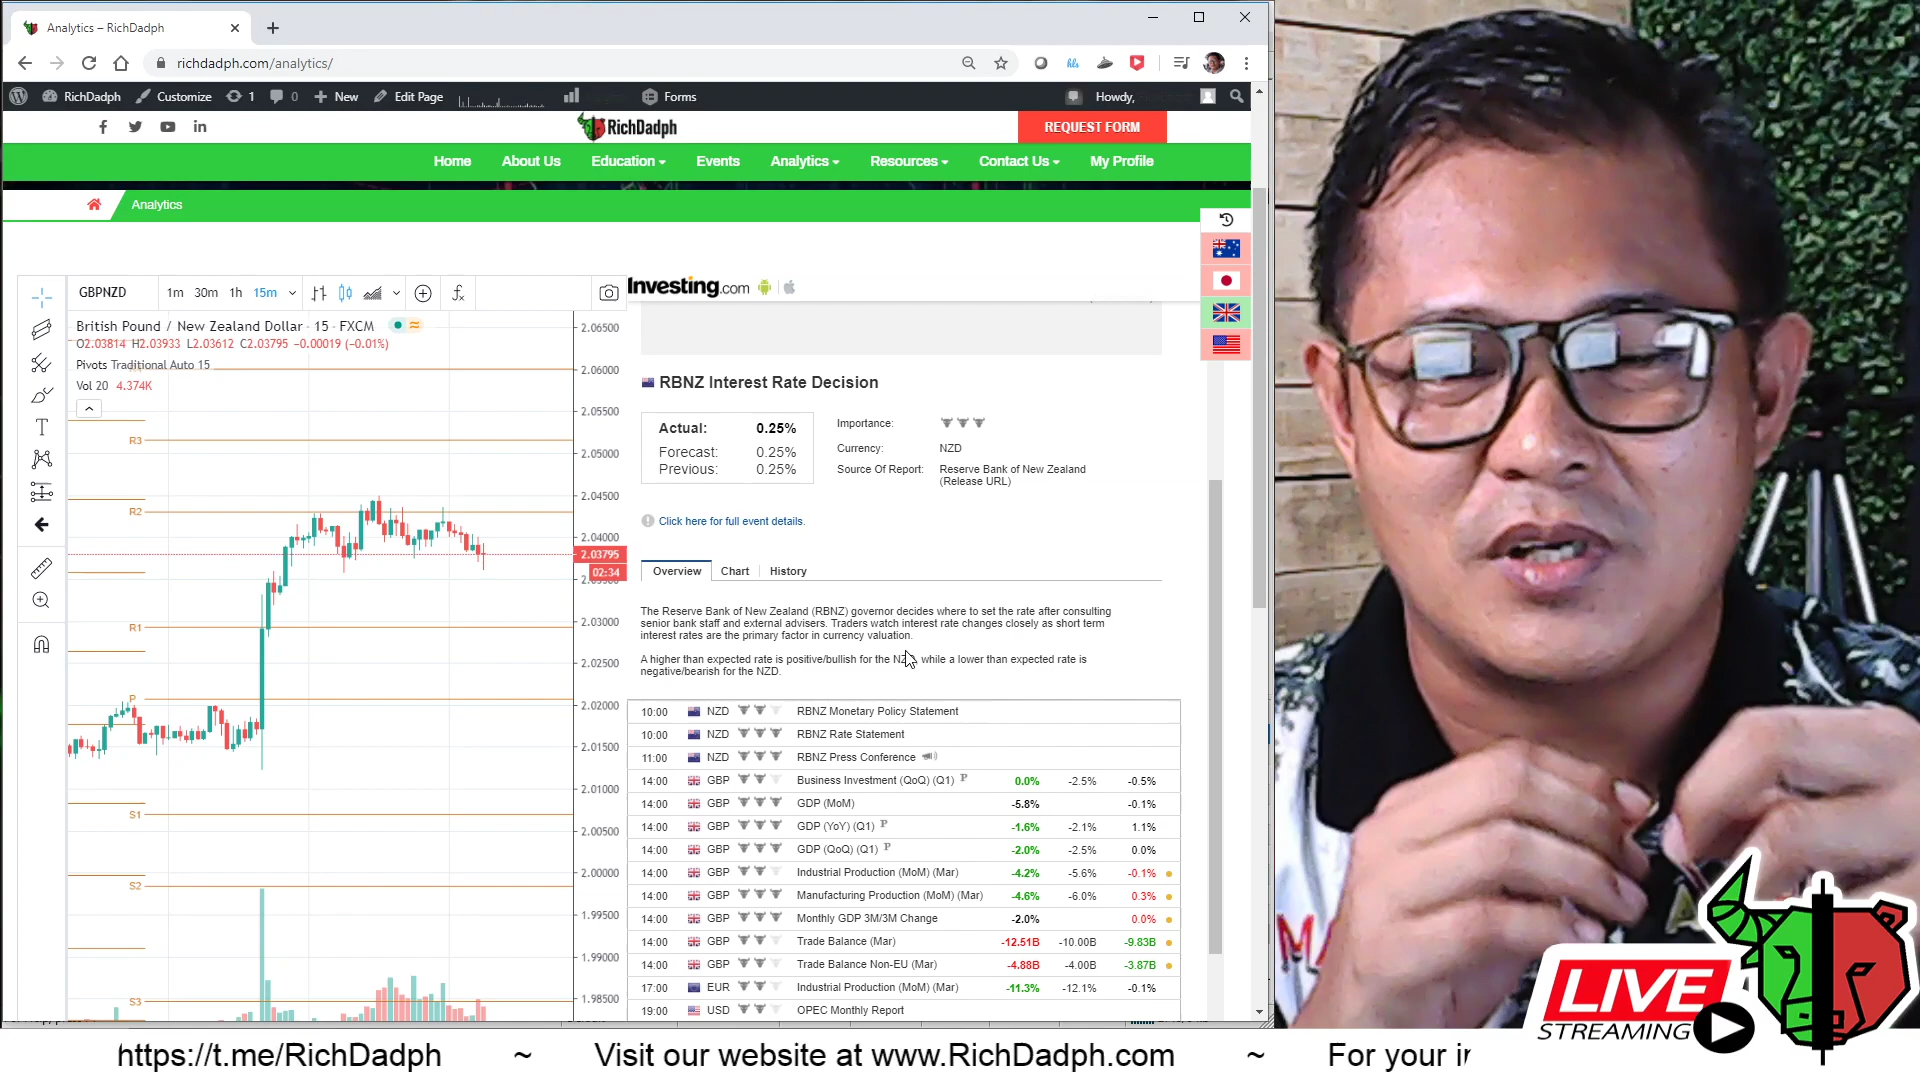 Analytics – RichDadph
richdadph.com/analytics/
RichDadph Customize 1 0 New Edit Page Forms Howdy,
RichDadph
REQUEST FORM
Home About Us Education Events Analytics Resources Contact Us My Profile
Analytics
GBPNZD 1m 30m 1h 15m
British Pound / New Zealand Dollar · 15 · FXCM
O2.03814 H2.03933 L2.03612 C2.03795 −0.00019 (−0.01%)
Pivots Traditional Auto 15
Vol 20 4.374K
R3
R2
R1
P
S1
S2
S3
2.06500
2.06000
2.05500
2.05000
2.04500
2.04000
2.03795
02:34
2.03000
2.02500
2.02000
2.01500
2.01000
2.00500
2.00000
1.99500
1.99000
1.98500
Investing.com
RBNZ Interest Rate Decision
Actual: 0.25%
Forecast: 0.25%
Previous: 0.25%
Importance:
Currency: NZD
Source Of Report: Reserve Bank of New Zealand
(Release URL)
Click here for full event details.
Overview Chart History
The Reserve Bank of New Zealand (RBNZ) governor decides where to set the rate after consulting
senior bank staff and external advisers. Traders watch interest rate changes closely as short term
interest rates are the primary factor in currency valuation.
A higher than expected rate is positive/bullish for the while a lower than expected rate is
negative/bearish for the NZD.
10:00 NZD RBNZ Monetary Policy Statement
10:00 NZD RBNZ Rate Statement
11:00 NZD RBNZ Press Conference
14:00 GBP Business Investment (QoQ) (Q1) P 0.0% -2.5% -0.5%
14:00 GBP GDP (MoM) -5.8% -0.1%
14:00 GBP GDP (YoY) (Q1) P -1.6% -2.1% 1.1%
14:00 GBP GDP (QoQ) (Q1) P -2.0% -2.5% 0.0%
14:00 GBP Industrial Production (MoM) (Mar) -4.2% -5.6% -0.1%
14:00 GBP Manufacturing Production (MoM) (Mar) -4.6% -6.0% 0.3%
14:00 GBP Monthly GDP 3M/3M Change -2.0% 0.0%
14:00 GBP Trade Balance (Mar) -12.51B -10.00B -9.83B
14:00 GBP Trade Balance Non-EU (Mar) -4.88B -4.00B -3.87B
17:00 EUR Industrial Production (MoM) (Mar) -11.3% -12.1% -0.1%
19:00 USD OPEC Monthly Report
LIVE
STREAMING
https://t.me/RichDadph ~ Visit our website at www.RichDadph.com ~ For your